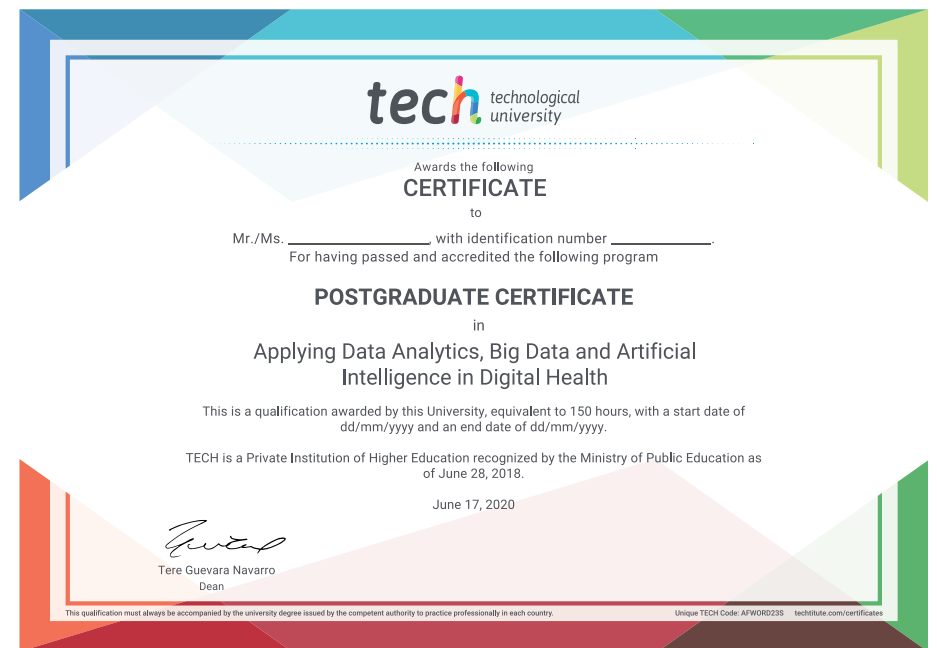 tech technological
university
Awards the following
CERTIFICATE
to
Mr./Ms. ________________, with identification number ____________.
For having passed and accredited the following program
POSTGRADUATE CERTIFICATE
in
Applying Data Analytics, Big Data and Artificial
Intelligence in Digital Health
This is a qualification awarded by this University, equivalent to 150 hours, with a start date of
dd/mm/yyyy and an end date of dd/mm/yyyy.
TECH is a Private Institution of Higher Education recognized by the Ministry of Public Education as
of June 28, 2018.
June 17, 2020
Tere Guevara Navarro
Dean
This qualification must always be accompanied by the university degree issued by the competent authority to practice professionally in each country.
Unique TECH Code: AFWORD23S techtitute.com/certificates